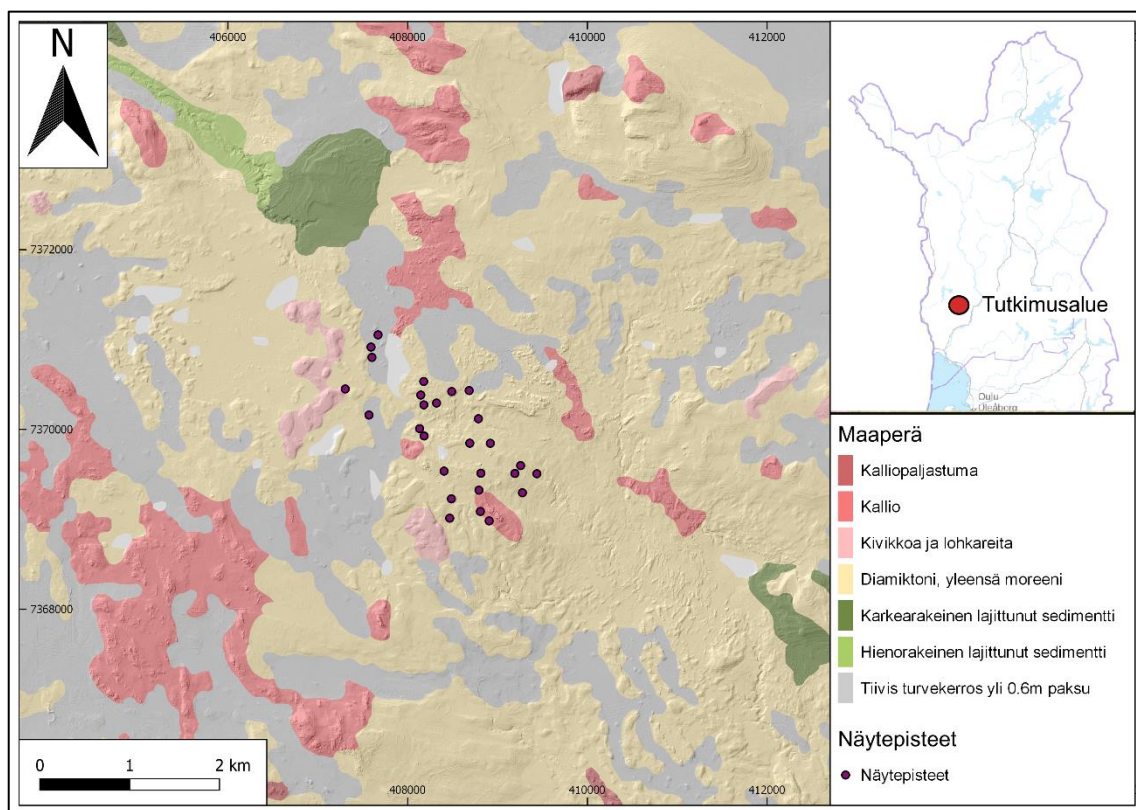 N
406000
408000
410000
412000
7372000
7370000
7368000
0 1 2 km
408000
410000
412000
Tutkimusalue
Oulu
Uleåborg
Maaperä
Kalliopaljastuma
Kallio
Kivikkoa ja lohkareita
Diamiktoni, yleensä moreeni
Karkearakeinen lajittunut sedimentti
Hienorakeinen lajittunut sedimentti
Tiivis turvekerros yli 0.6m paksu
Näytepisteet
Näytepisteet